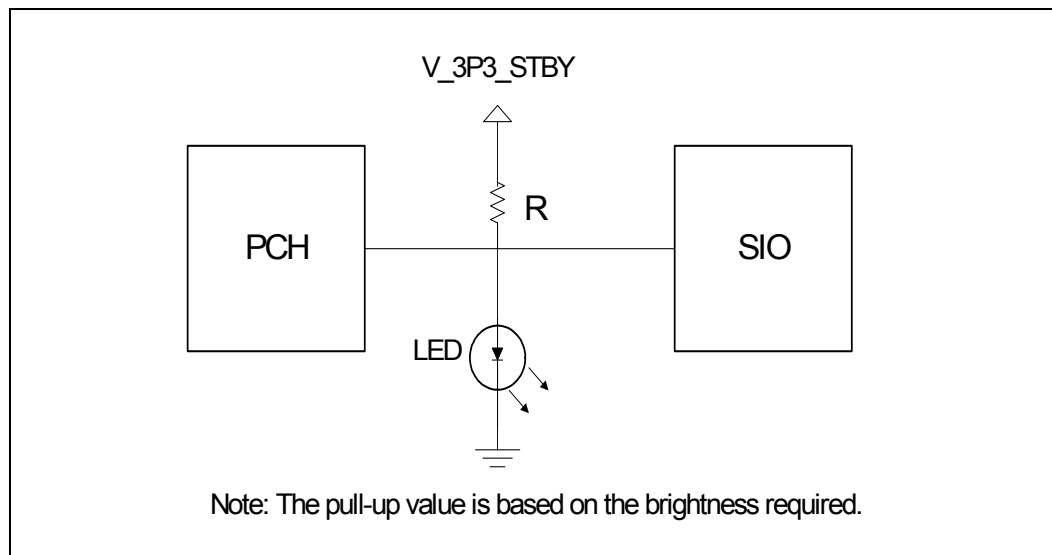 V_3P3_STBY
R
PCH
SIO
LED
Note: The pull-up value is based on the brightness required.